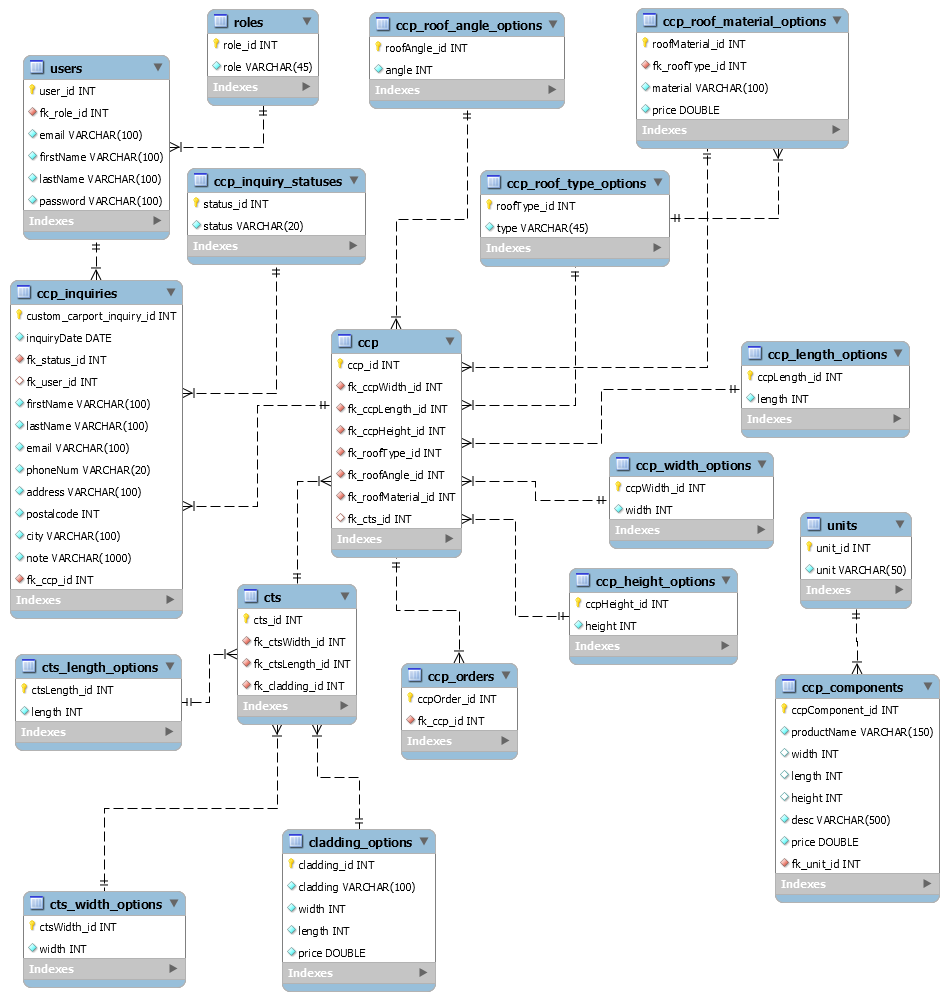 roles
role_id INT
role VARCHAR(45)
Indexes
ccp_roof_angle_options
roofAngle_id INT
angle INT
Indexes
ccp_roof_material_options
roofMaterial_id INT
fk_roofType_id INT
material VARCHAR(100)
price DOUBLE
Indexes
users
user_id INT
fk_role_id INT
email VARCHAR(100)
firstName VARCHAR(100)
lastName VARCHAR(100)
password VARCHAR(100)
Indexes
ccp_inquiry_statuses
status_id INT
status VARCHAR(20)
Indexes
ccp_roof_type_options
roofType_id INT
type VARCHAR(45)
Indexes
ccp_inquiries
custom_carport_inquiry_id INT
inquiryDate DATE
fk_status_id INT
fk_user_id INT
firstName VARCHAR(100)
lastName VARCHAR(100)
email VARCHAR(100)
phoneNum VARCHAR(20)
address VARCHAR(100)
postalcode INT
city VARCHAR(100)
note VARCHAR(1000)
fk_ccp_id INT
Indexes
ccp
ccp_id INT
fk_ccpWidth_id INT
fk_ccpLength_id INT
fk_ccpHeight_id INT
fk_roofType_id INT
fk_roofAngle_id INT
fk_roofMaterial_id INT
fk_cts_id INT
Indexes
ccp_length_options
ccpLength_id INT
length INT
Indexes
ccp_width_options
ccpWidth_id INT
width INT
Indexes
units
unit_id INT
unit VARCHAR(50)
Indexes
ccp_height_options
ccpHeight_id INT
height INT
Indexes
cts
cts_id INT
fk_ctsWidth_id INT
fk_ctsLength_id INT
fk_cladding_id INT
Indexes
cts_length_options
ctsLength_id INT
length INT
Indexes
ccp_orders
ccpOrder_id INT
fk_ccp_id INT
Indexes
ccp_components
ccpComponent_id INT
productName VARCHAR(150)
width INT
length INT
height INT
desc VARCHAR(500)
price DOUBLE
fk_unit_id INT
Indexes
cladding_options
cladding_id INT
cladding VARCHAR(100)
width INT
length INT
price DOUBLE
Indexes
cts_width_options
ctsWidth_id INT
width INT
Indexes